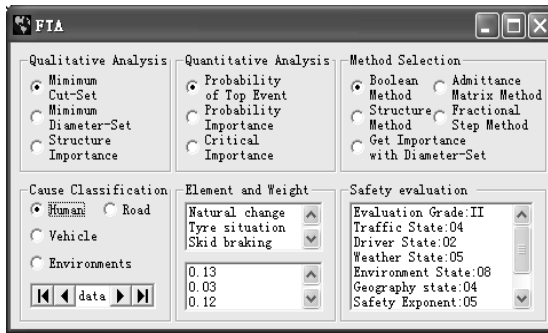 FTA
Qualitative Analysis
Minimum
Cut-Set
Minimum
Diameter-Set
Structure
Importance
Quantitative Analysis
Probability
of Top Event
Probability
Importance
Critical
Importance
Method Selection
Boolean
Method
Admittance
Matrix Method
Structure
Method
Fractional
Step Method
Get Importance
with Diameter-Set
Cause Classification
Human
Road
Vehicle
Environments
data
Element and Weight
Natural change
Tyre situation
Skid braking
0.13
0.03
0.12
Safety evaluation
Evaluation Grade:II
Traffic State:04
Driver State:02
Weather State:05
Environment State:08
Geography state:04
Safety Exponent:05